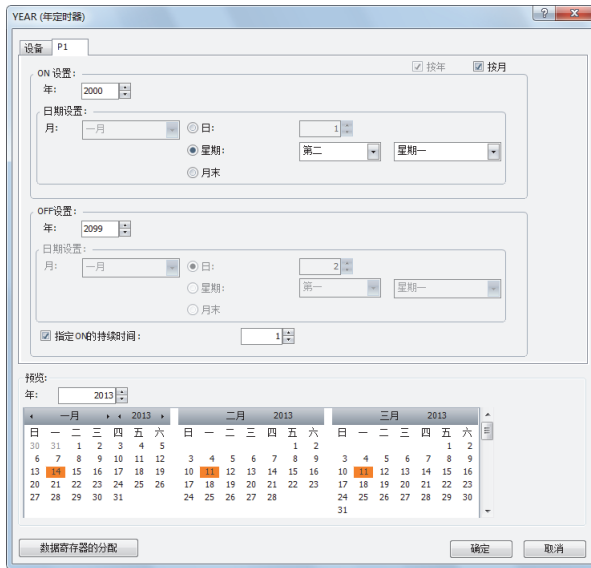 YEAR (年定时器)
设备 P1
按年 按月
ON 设置:
年: 2000
日期设置:
月: 一月 日: 1
星期: 第二 星期一
月末
OFF设置:
年: 2099
日期设置:
月: 一月 日: 2
星期: 第一 星期一
月末
指定ON的持续时间: 1
预览:
年: 2013
一月 2013 二月 2013 三月 2013
日 一 二 三 四 五 六 日 一 二 三 四 五 六 日 一 二 三 四 五 六
30 31 1 2 3 4 5 1 2 1 2
6 7 8 9 10 11 12 3 4 5 6 7 8 9 3 4 5 6 7 8 9
13 14 15 16 17 18 19 10 11 12 13 14 15 16 10 11 12 13 14 15 16
20 21 22 23 24 25 26 17 18 19 20 21 22 23 17 18 19 20 21 22 23
27 28 29 30 31 24 25 26 27 28 24 25 26 27 28 29 30
31
数据寄存器的分配 确定 取消